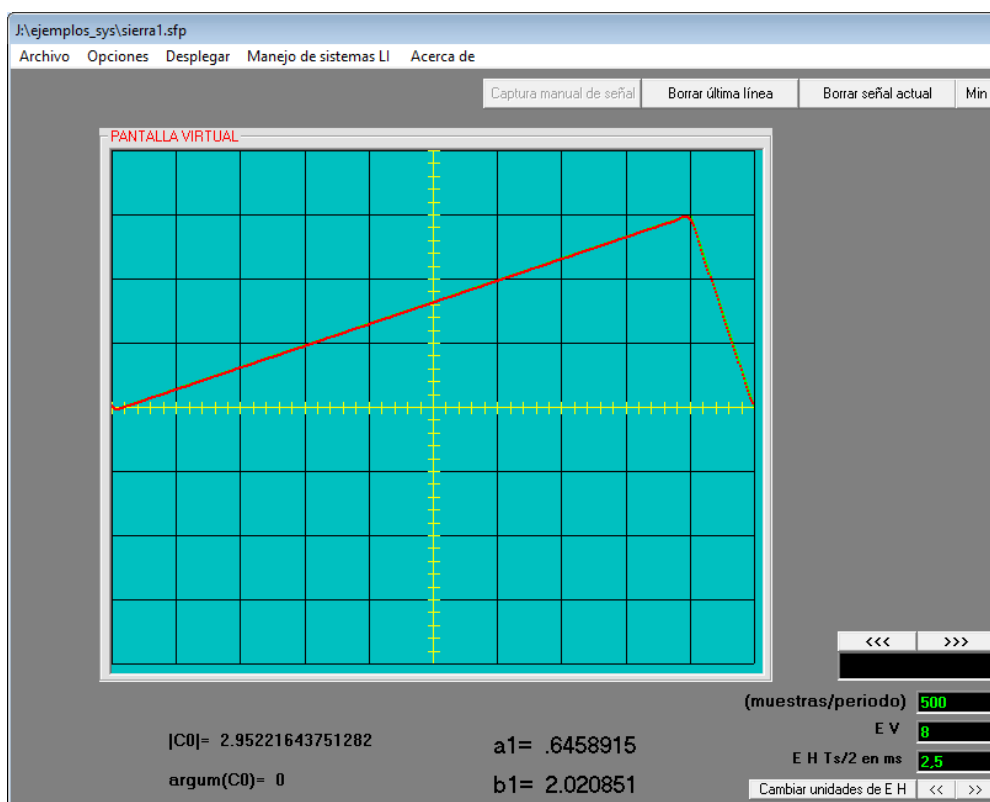 J:\ejemplos_sys\sierra1.sfp
Archivo Opciones Desplegar Manejo de sistemas LI Acerca de
Captura manual de señal Borrar última línea Borrar señal actual Min
PANTALLA VIRTUAL
<<< >>>
(muestras/periodo) 500
E V 8
E H Ts/2 en ms 2,5
Cambiar unidades de E H << >>
|C0|= 2.95221643751282
argum(C0)= 0
a1= .6458915
b1= 2.020851